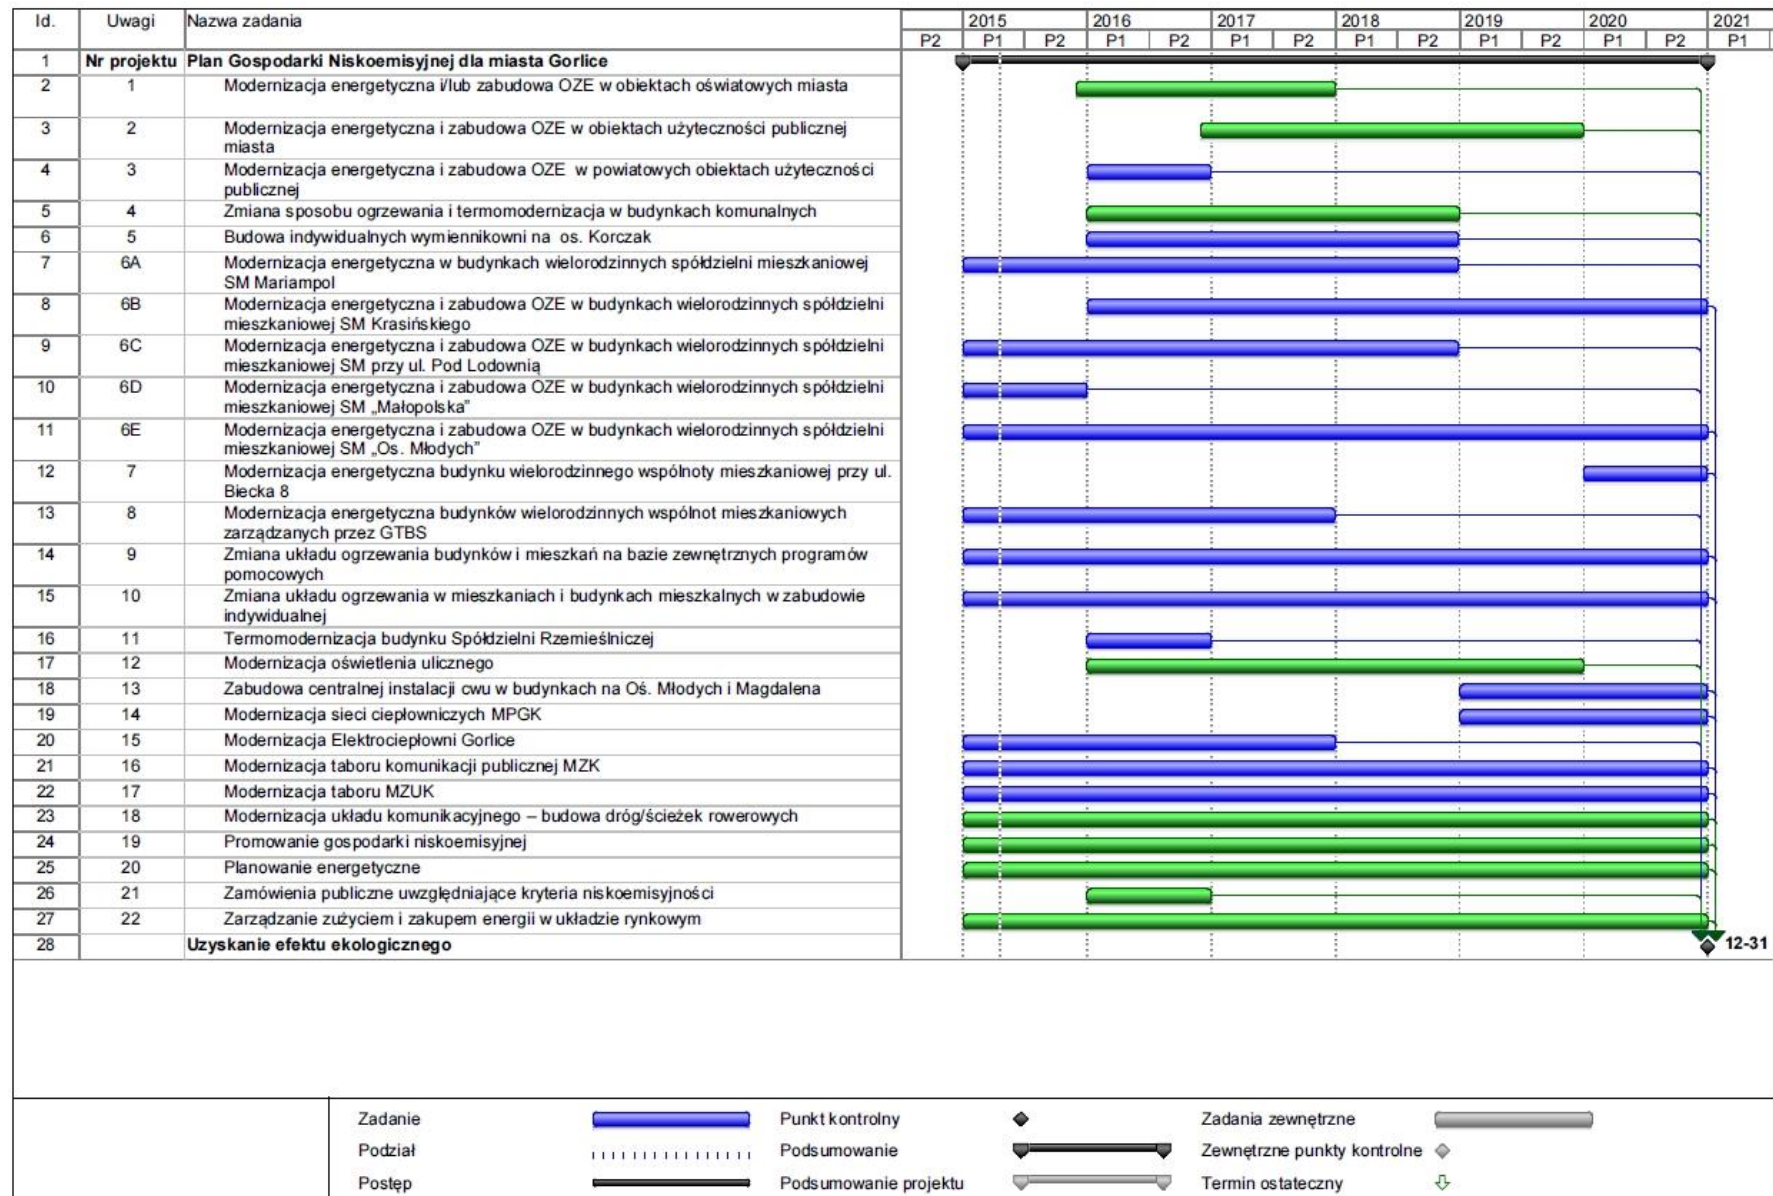 Id. Uwagi Nazwa zadania 2015 2016 2017 2018 2019 2020 2021
P2 P1 P2 P1 P2 P1 P2 P1 P2 P1 P2 P1 P2 P1
1 Nr projektu Plan Gospodarki Niskoemisyjnej dla miasta Gorlice
2 1 Modernizacja energetyczna i/lub zabudowa OZE w obiektach oświatowych miasta
3 2 Modernizacja energetyczna i zabudowa OZE w obiektach użyteczności publicznej
miasta
4 3 Modernizacja energetyczna i zabudowa OZE w powiatowych obiektach użyteczności
publicznej
5 4 Zmiana sposobu ogrzewania i termomodernizacja w budynkach komunalnych
6 5 Budowa indywidualnych wymiennikowni na os. Korczak
7 6A Modernizacja energetyczna w budynkach wielorodzinnych spółdzielni mieszkaniowej
SM Mariampol
8 6B Modernizacja energetyczna i zabudowa OZE w budynkach wielorodzinnych spółdzielni
mieszkaniowej SM Krasińskiego
9 6C Modernizacja energetyczna i zabudowa OZE w budynkach wielorodzinnych spółdzielni
mieszkaniowej SM przy ul. Pod Lodownią
10 6D Modernizacja energetyczna i zabudowa OZE w budynkach wielorodzinnych spółdzielni
mieszkaniowej SM „Małopolska”
11 6E Modernizacja energetyczna i zabudowa OZE w budynkach wielorodzinnych spółdzielni
mieszkaniowej SM „Os. Młodych”
12 7 Modernizacja energetyczna budynku wielorodzinnego wspólnoty mieszkaniowej przy ul.
Biecka 8
13 8 Modernizacja energetyczna budynków wielorodzinnych wspólnot mieszkaniowych
zarządzanych przez GTBS
14 9 Zmiana układu ogrzewania budynków i mieszkań na bazie zewnętrznych programów
pomocowych
15 10 Zmiana układu ogrzewania w mieszkaniach i budynkach mieszkalnych w zabudowie
indywidualnej
16 11 Termomodernizacja budynku Spółdzielni Rzemieślniczej
17 12 Modernizacja oświetlenia ulicznego
18 13 Zabudowa centralnej instalacji cwu w budynkach na Oś. Młodych i Magdalena
19 14 Modernizacja sieci ciepłowniczych MPGK
20 15 Modernizacja Elektrociepłowni Gorlice
21 16 Modernizacja taboru komunikacji publicznej MZK
22 17 Modernizacja taboru MZUK
23 18 Modernizacja układu komunikacyjnego – budowa dróg/ścieżek rowerowych
24 19 Promowanie gospodarki niskoemisyjnej
25 20 Planowanie energetyczne
26 21 Zamówienia publiczne uwzględniające kryteria niskoemisyjności
27 22 Zarządzanie zużyciem i zakupem energii w układzie rynkowym
28 Uzyskanie efektu ekologicznego 12-31
Zadanie Punkt kontrolny Zadania zewnętrzne
Podział Podsumowanie Zewnętrzne punkty kontrolne
Postęp Podsumowanie projektu Termin ostateczny